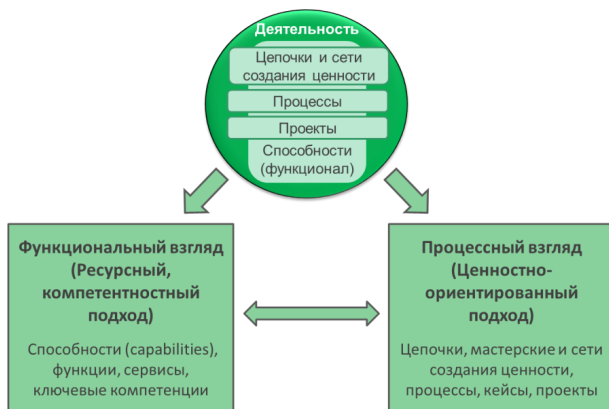 Деятельность
Цепочки и сети
создания ценности
Процессы
Проекты
Способности
(функционал)
Функциональный взгляд
(Ресурсный,
компетентностный
подход)
Способности (capabilities),
функции, сервисы,
ключевые компетенции
Процессный взгляд
(Ценностно-
ориентированный
подход)
Цепочки, мастерские и сети
создания ценности,
процессы, кейсы, проекты